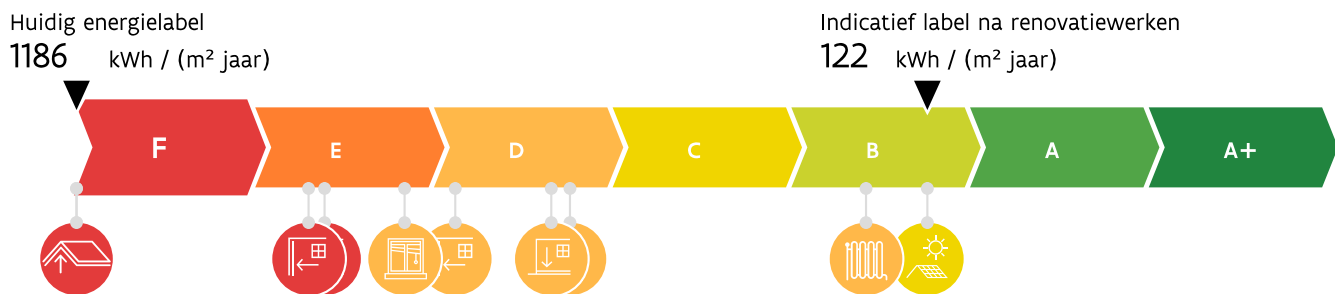 Huidig energielabel
1186 kWh / (m² jaar)
Indicatief label na renovatiewerken
122 kWh / (m² jaar)
F E D C B A A+